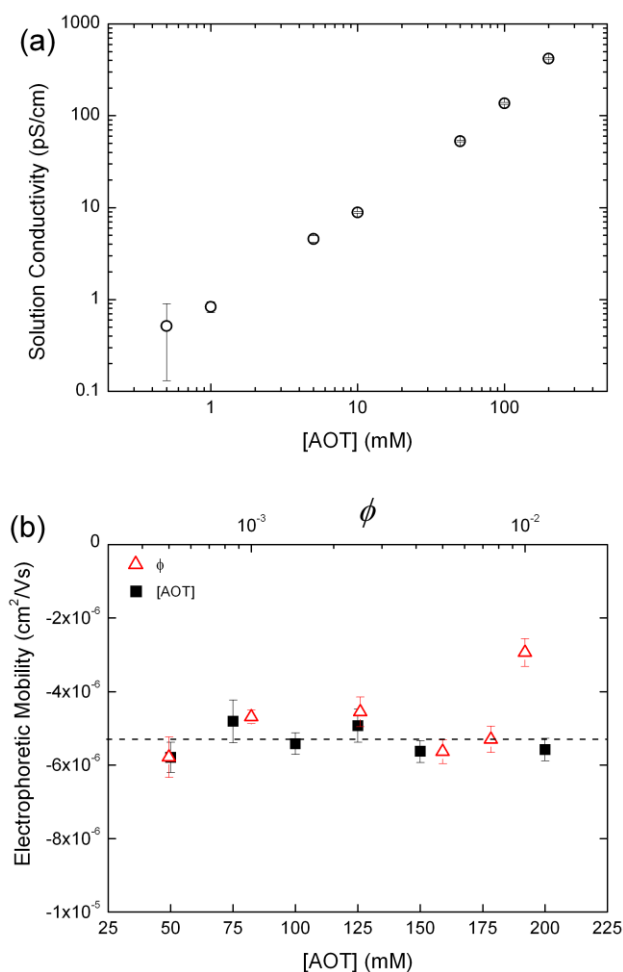 (a)
1000
100
10
1
0.1
Solution Conductivity (pS/cm)
1
10
100
[AOT] (mM)
(b)
ϕ
10⁻³
10⁻²
0
-2x10⁻⁶
-4x10⁻⁶
-6x10⁻⁶
-8x10⁻⁶
-1x10⁻⁵
Electrophoretic Mobility (cm²/Vs)
ϕ
[AOT]
25 50 75 100 125 150 175 200 225
[AOT] (mM)